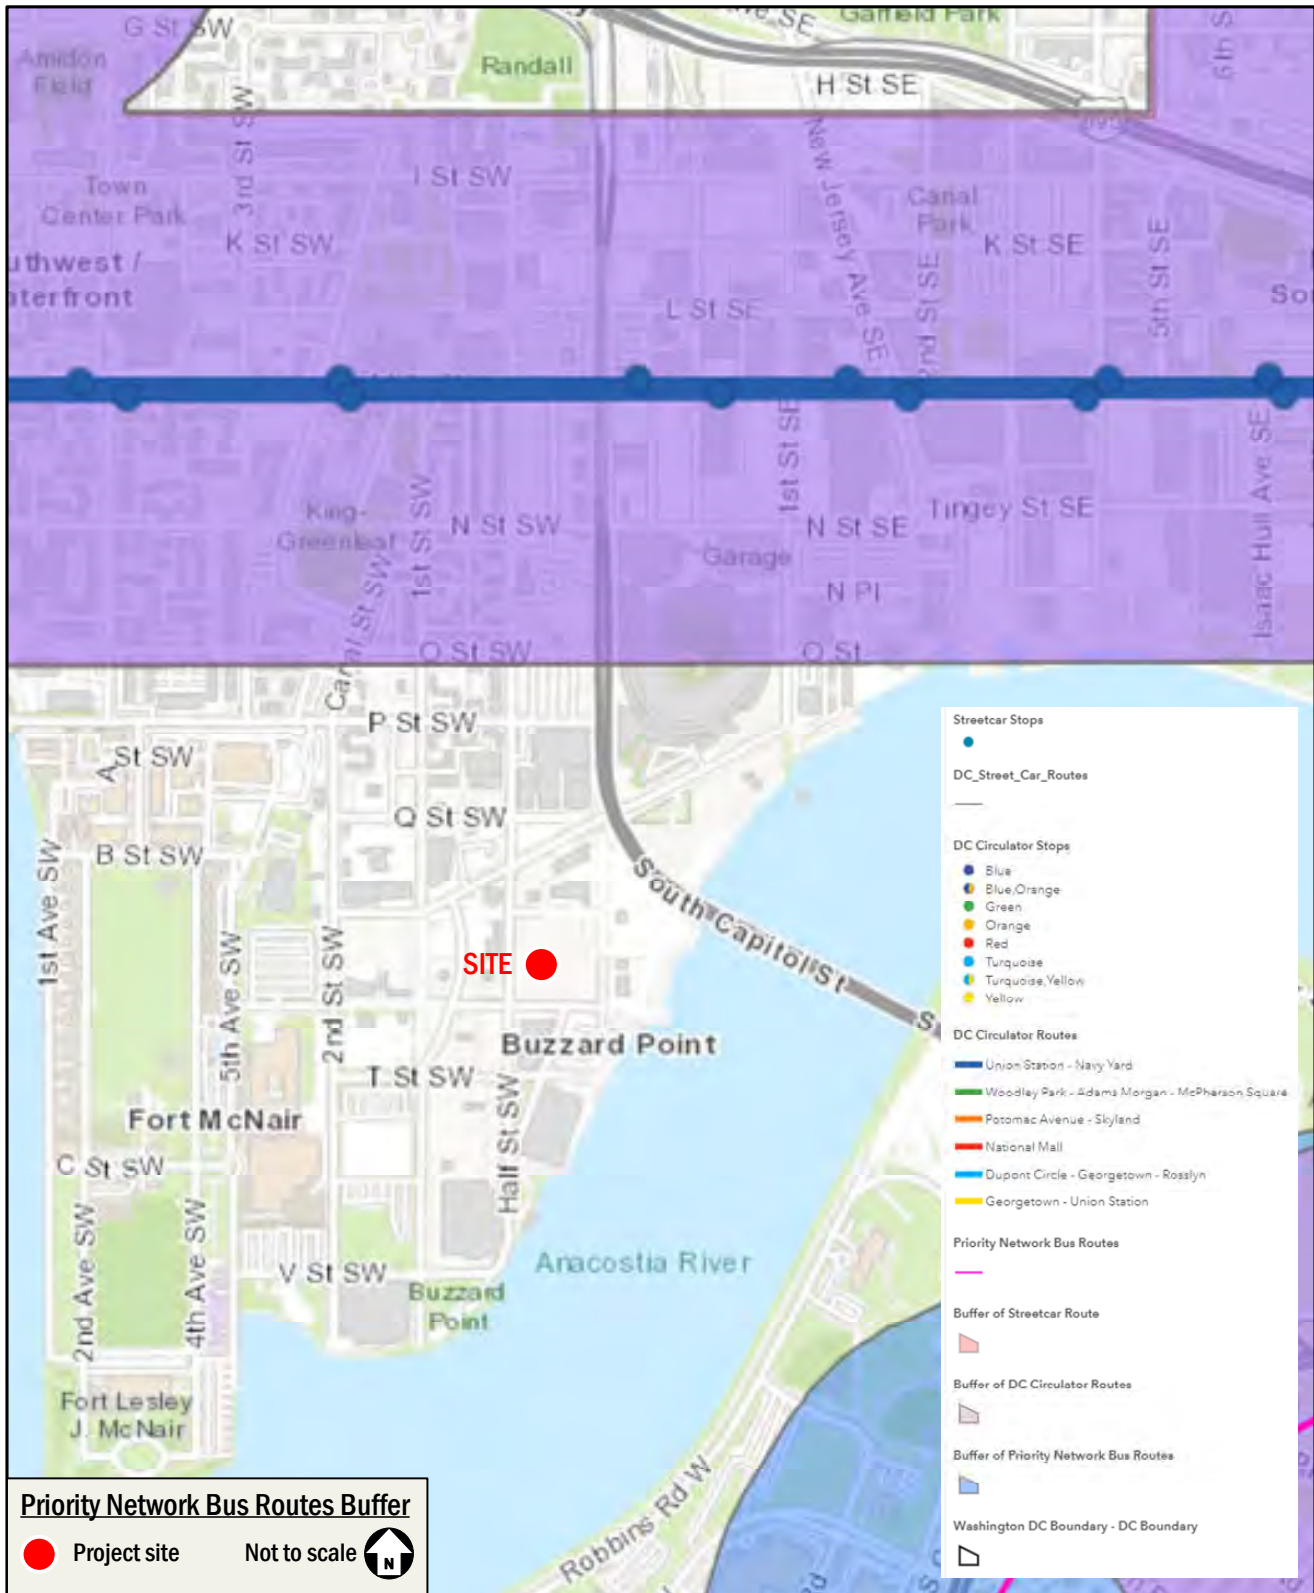 G St SW
Ave SE
Garfield Park
6th S
Amidon
Field
Randall
H St SE
3rd St SW
I St SW
New Jersey Ave SE
Town
Center Park
Canal
Park
K St SW
K St SE
5th St SE
uthwest /
aterfront
2nd St SE
L St SE
Sou
1st St SE
Isaac Hull Ave SE
King-
Greenleaf
1st St SW
N St SW
N St SE
Tingey St SE
Garage
N Pl
Canal St SW
O St SW
O St
P St SW
A St SW
Q St SW
B St SW
1st Ave SW
5th Ave SW
2nd St SW
South Capitol St
S
SITE
Buzzard Point
T St SW
Half St SW
Fort McNair
C St SW
2nd Ave SW
4th Ave SW
V St SW
Anacostia River
Buzzard
Point
Fort Lesley
J. McNair
Robbins Rd W
Streetcar Stops
DC_Street_Car_Routes
DC Circulator Stops
Blue
Blue,Orange
Green
Orange
Red
Turquoise
Turquoise,Yellow
Yellow
DC Circulator Routes
Union Station - Navy Yard
Woodley Park - Adams Morgan - McPherson Square
Potomac Avenue - Skyland
National Mall
Dupont Circle - Georgetown - Rosslyn
Georgetown - Union Station
Priority Network Bus Routes
Buffer of Streetcar Route
Buffer of DC Circulator Routes
Buffer of Priority Network Bus Routes
Washington DC Boundary - DC Boundary
Priority Network Bus Routes Buffer
Project site
Not to scale
N